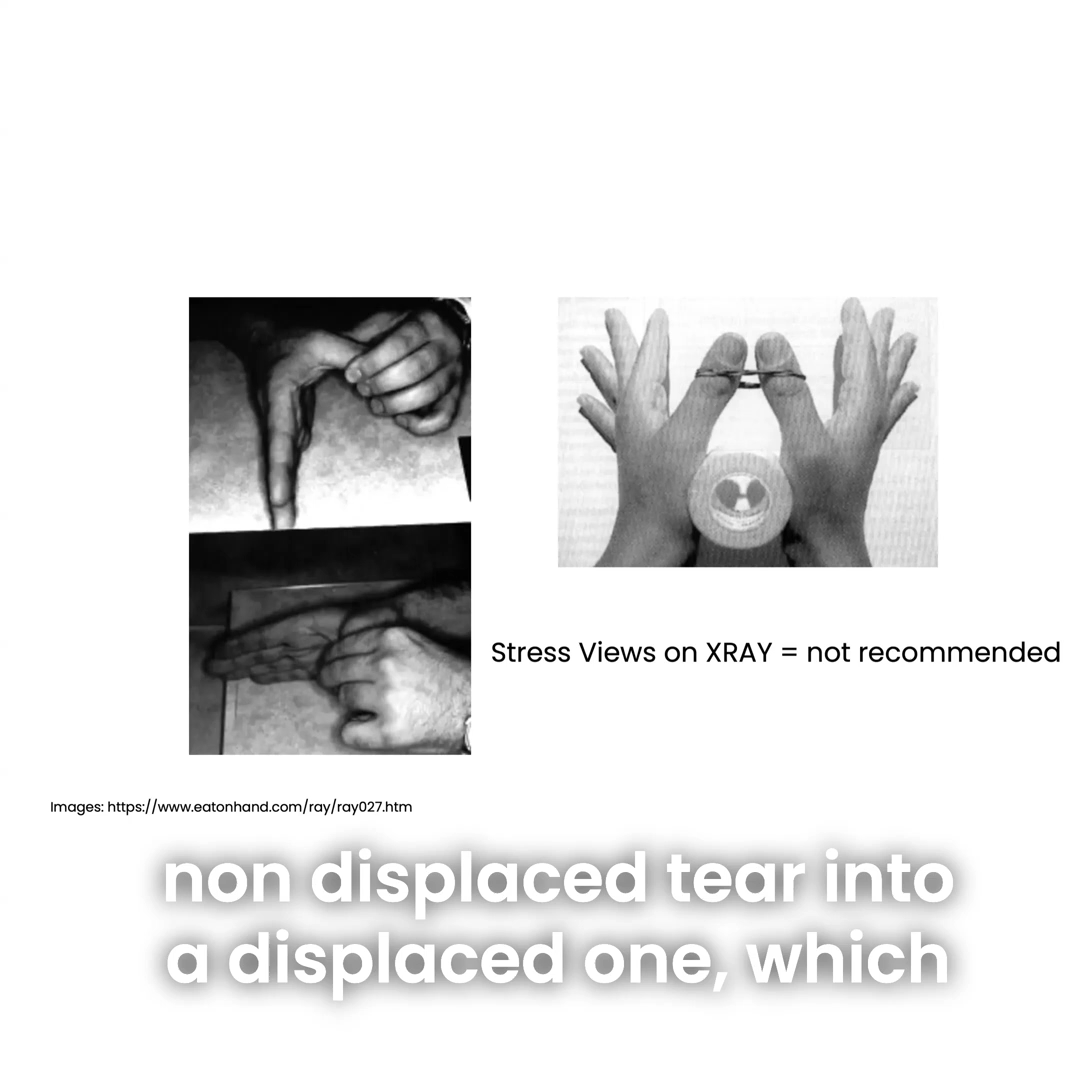 Stress Views on XRAY = not recommended
Images: https://www.eatonhand.com/ray/ray027.htm
non displaced tear into
a displaced one, which